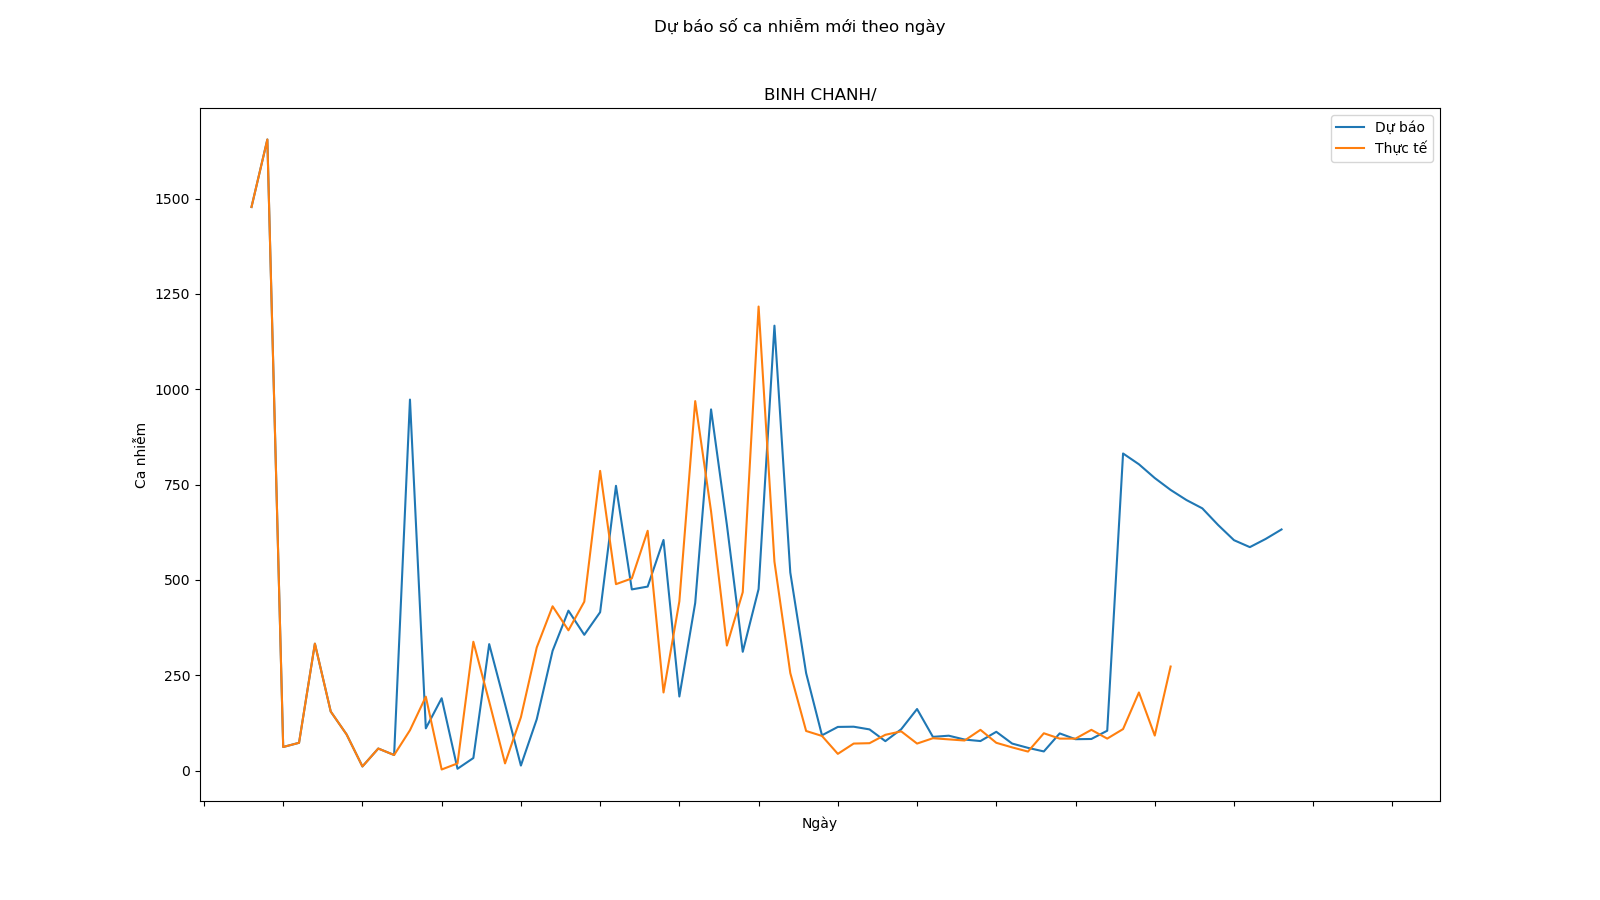 Dự báo số ca nhiễm mới theo ngày
BINH CHANH/
Dự báo
Thực tế
1500
1250
1000
750
500
250
0
Ca nhiễm
Ngày